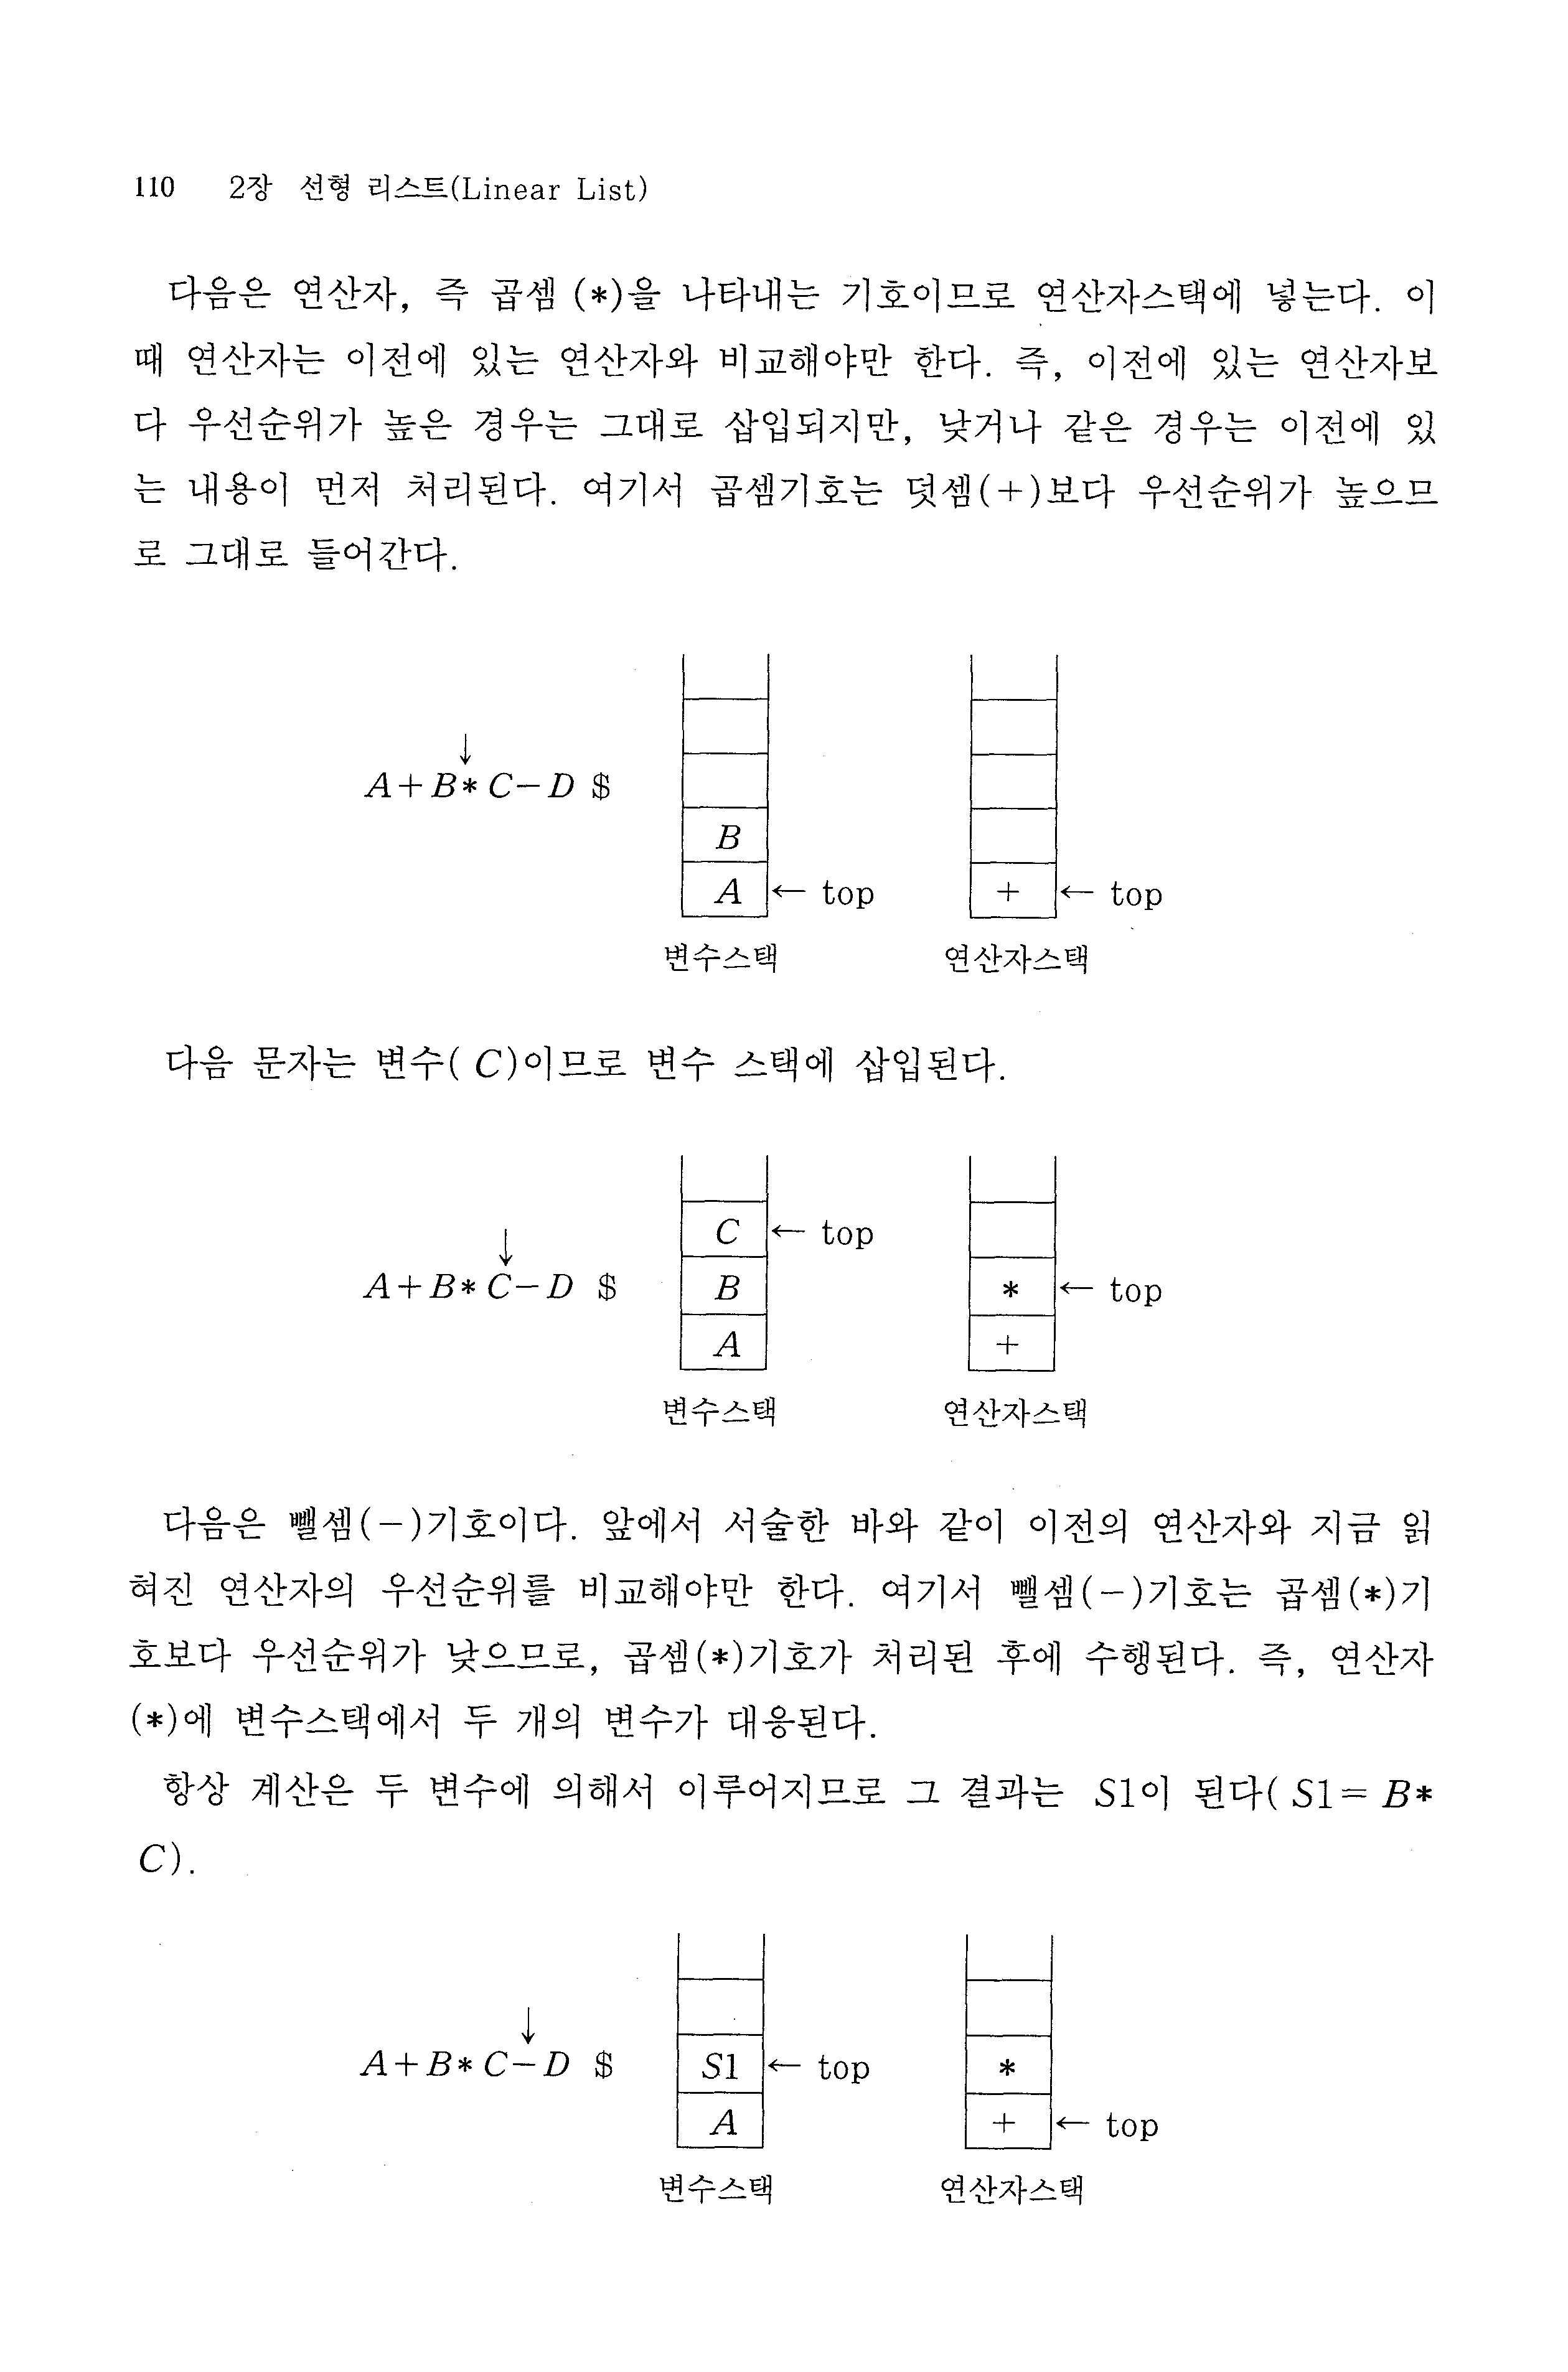 110 2장 선형 리스트(Linear List)
다음은 연산자, 즉 곱셈 (*)을 나타내는 기호이므로 연산자스택에 넣는다. 이
때 연산자는 이전에 있는 연산자와 비교해야만 한다. 즉, 이전에 있는 연산자보
다 우선순위가 높은 경우는 그대로 삽입되지만, 낮거나 같은 경우는 이전에 있
는 내용이 먼저 처리된다. 여기서 곱셈기호는 덧셈(+)보다 우선순위가 높으므
로 그대로 들어간다.
↓
A+B* C-D $
B
A ← top
+ ← top
변수스택 연산자스택
다음 문자는 변수( C)이므로 변수 스택에 삽입된다.
↓
C ← top
A+B* C-D $
B
* ← top
A
+
변수스택 연산자스택
다음은 뺄셈(-)기호이다. 앞에서 서술한 바와 같이 이전의 연산자와 지금 읽
혀진 연산자의 우선순위를 비교해야만 한다. 여기서 뺄셈(-)기호는 곱셈(*)기
호보다 우선순위가 낮으므로, 곱셈(*)기호가 처리된 후에 수행된다. 즉, 연산자
(*)에 변수스택에서 두 개의 변수가 대응된다.
항상 계산은 두 변수에 의해서 이루어지므로 그 결과는 S1이 된다( S1= B*
C).
↓
A+B* C-D $
S1 ← top
*
A
+ ← top
변수스택 연산자스택